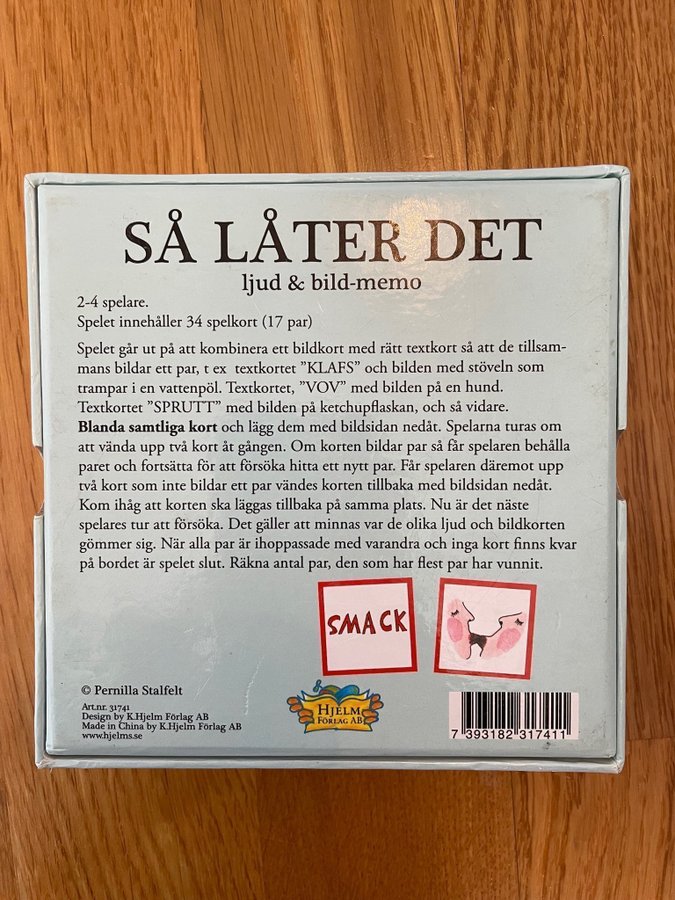 SÅ LÅTER DET
ljud & bild-memo
2-4 spelare.
Spelet innehåller 34 spelkort (17 par)
Spelet går ut på att kombinera ett bildkort med rätt textkort så att de tillsam-
mans bildar ett par, t ex textkortet ”KLAFS” och bilden med stöveln som
trampar i en vattenpöl. Textkortet, ”VOV” med bilden på en hund.
Textkortet ”SPRUTT” med bilden på ketchupflaskan, och så vidare.
Blanda samtliga kort och lägg dem med bildsidan nedåt. Spelarna turas om
att vända upp två kort åt gången. Om korten bildar par så får spelaren behålla
paret och fortsätta för att försöka hitta ett nytt par. Får spelaren däremot upp
två kort som inte bildar ett par vändes korten tillbaka med bildsidan nedåt.
Kom ihåg att korten ska läggas tillbaka på samma plats. Nu är det näste
spelares tur att försöka. Det gäller att minnas var de olika ljud och bildkorten
gömmer sig. När alla par är ihoppassade med varandra och inga kort finns kvar
på bordet är spelet slut. Räkna antal par, den som har flest par har vunnit.
SMACK
© Pernilla Stalfelt
Art.nr. 31741
Design by K.Hjelm Förlag AB
Made in China by K.Hjelm Förlag AB
www.hjelms.se
HJELM
FÖRLAG AB
7 393182 317411